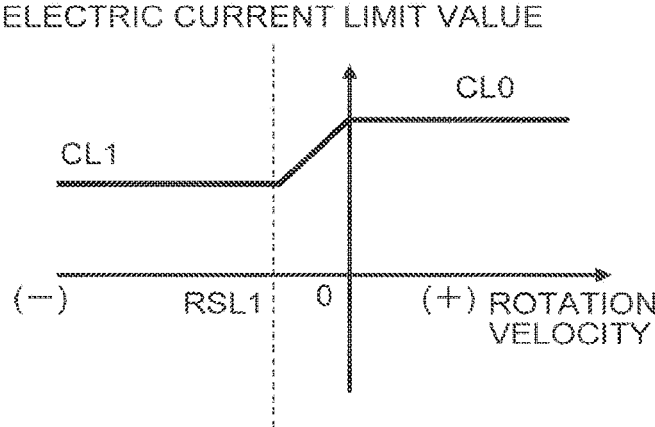 ELECTRIC CURRENT LIMIT VALUE
CL0
CL1
(−) RSL1 0 (+) ROTATION
VELOCITY